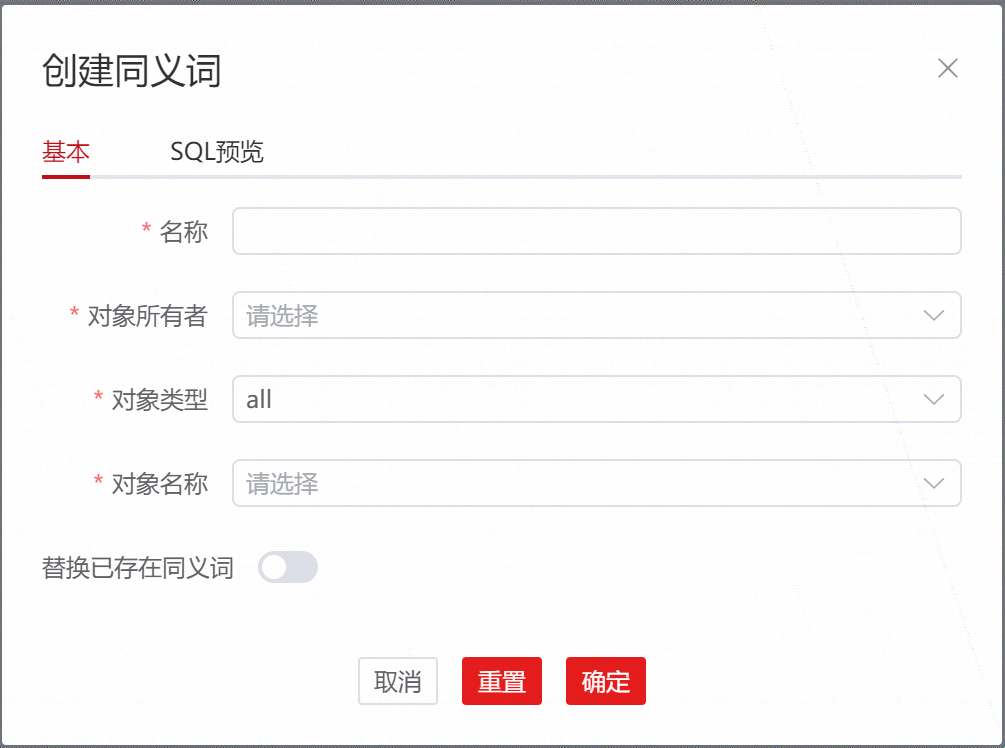 创建同义词
基本 SQL预览
* 名称
* 对象所有者 请选择
* 对象类型 all
* 对象名称 请选择
替换已存在同义词
取消 重置 确定